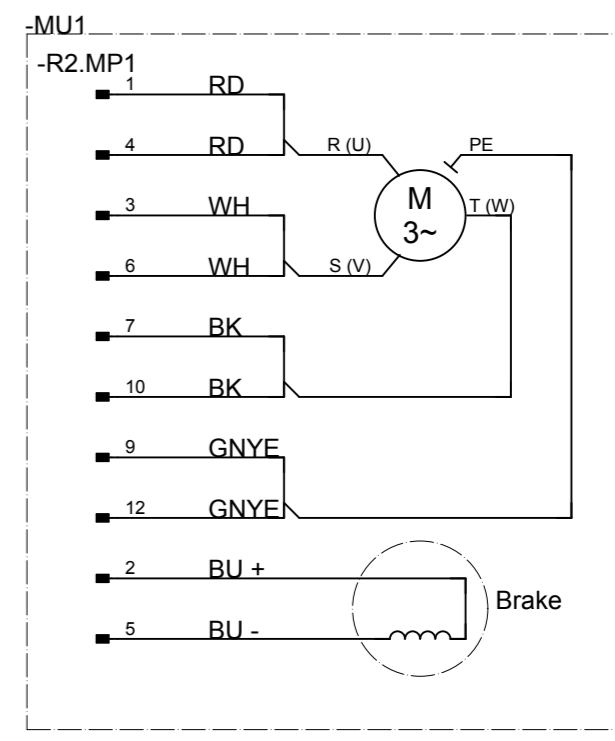 -MU1
-R2.MP1
1 RD
4 RD R (U) PE
M
3~
3 WH T (W)
6 WH S (V)
7 BK
10 BK
9 GNYE
12 GNYE
2 BU +
Brake
5 BU -